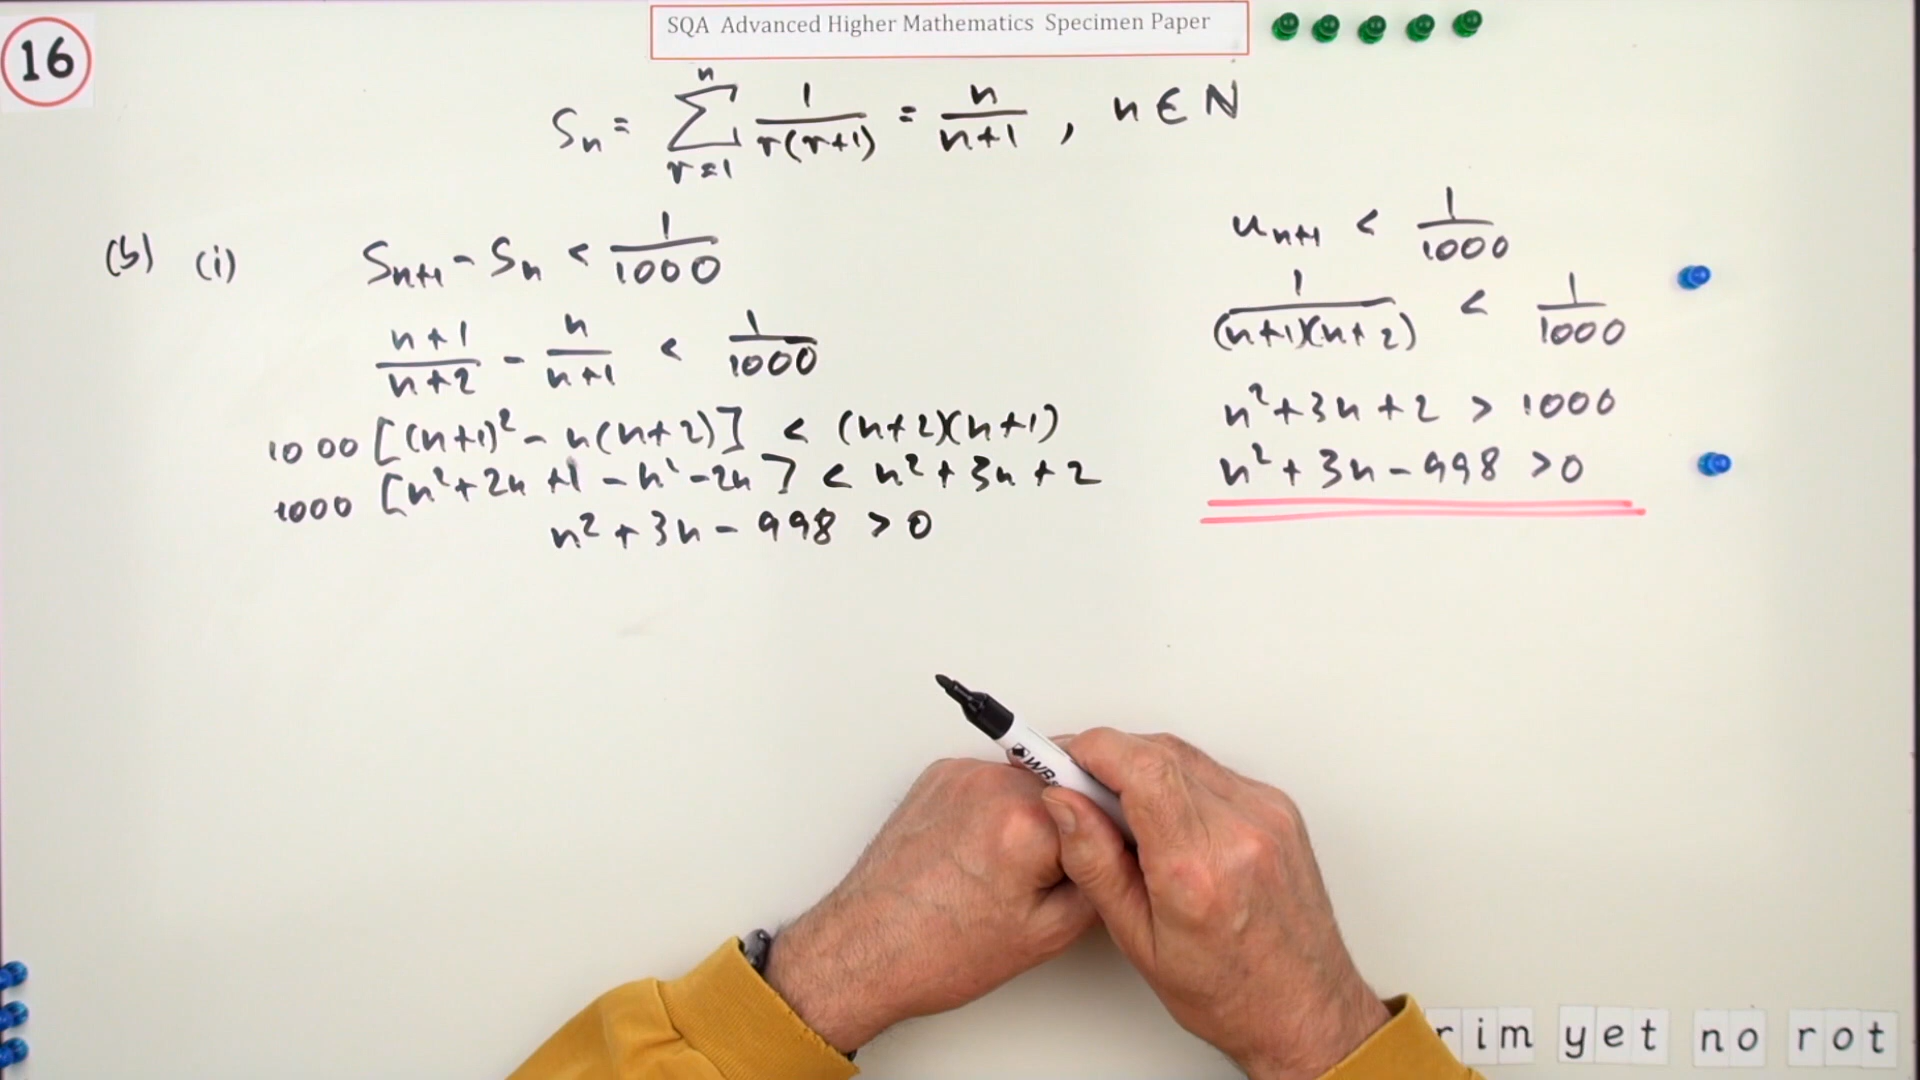 16
SQA Advanced Higher Mathematics Specimen Paper
Sₙ = ∑ⁿᵣ₌₁ 1/(r(r+1)) = n/(n+1) , n ∈ ℕ
(b) (i) Sₙ₊₁ - Sₙ < 1/1000
(n+1)/(n+2) - n/(n+1) < 1/1000
1000 [(n+1)² - n(n+2)] < (n+2)(n+1)
1000 [n²+2n+1 - n² - 2n] < n²+3n+2
n²+3n-998 > 0
uₙ₊₁ < 1/1000
1/((n+1)(n+2)) < 1/1000
n²+3n+2 > 1000
n²+3n-998 > 0
WB
rim yet no rot